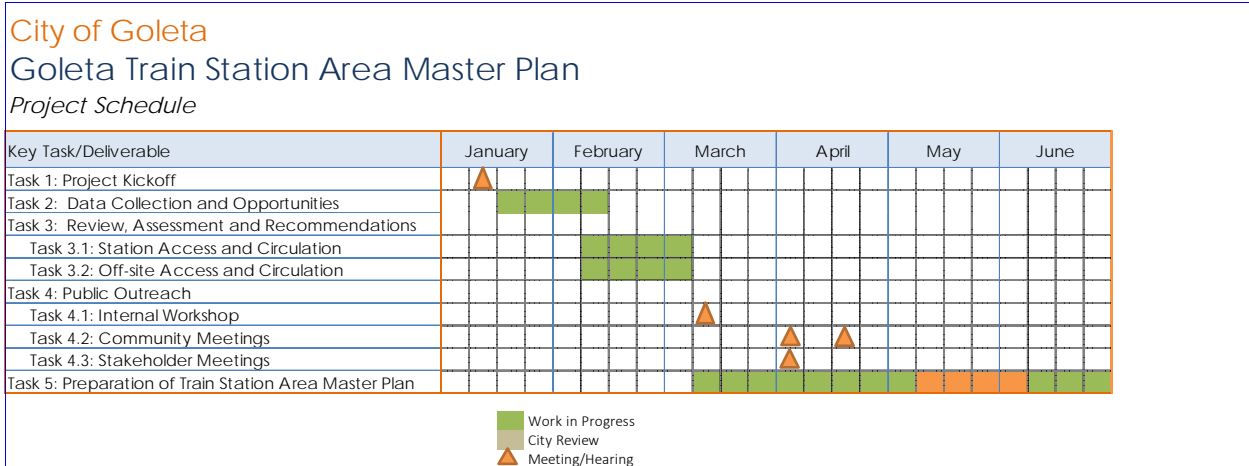 City of Goleta
Goleta Train Station Area Master Plan
Project Schedule
Key Task/Deliverable January February March April May June
Task 1: Project Kickoff
Task 2: Data Collection and Opportunities
Task 3: Review, Assessment and Recommendations
Task 3.1: Station Access and Circulation
Task 3.2: Off-site Access and Circulation
Task 4: Public Outreach
Task 4.1: Internal Workshop
Task 4.2: Community Meetings
Task 4.3: Stakeholder Meetings
Task 5: Preparation of Train Station Area Master Plan
Work in Progress
City Review
Meeting/Hearing